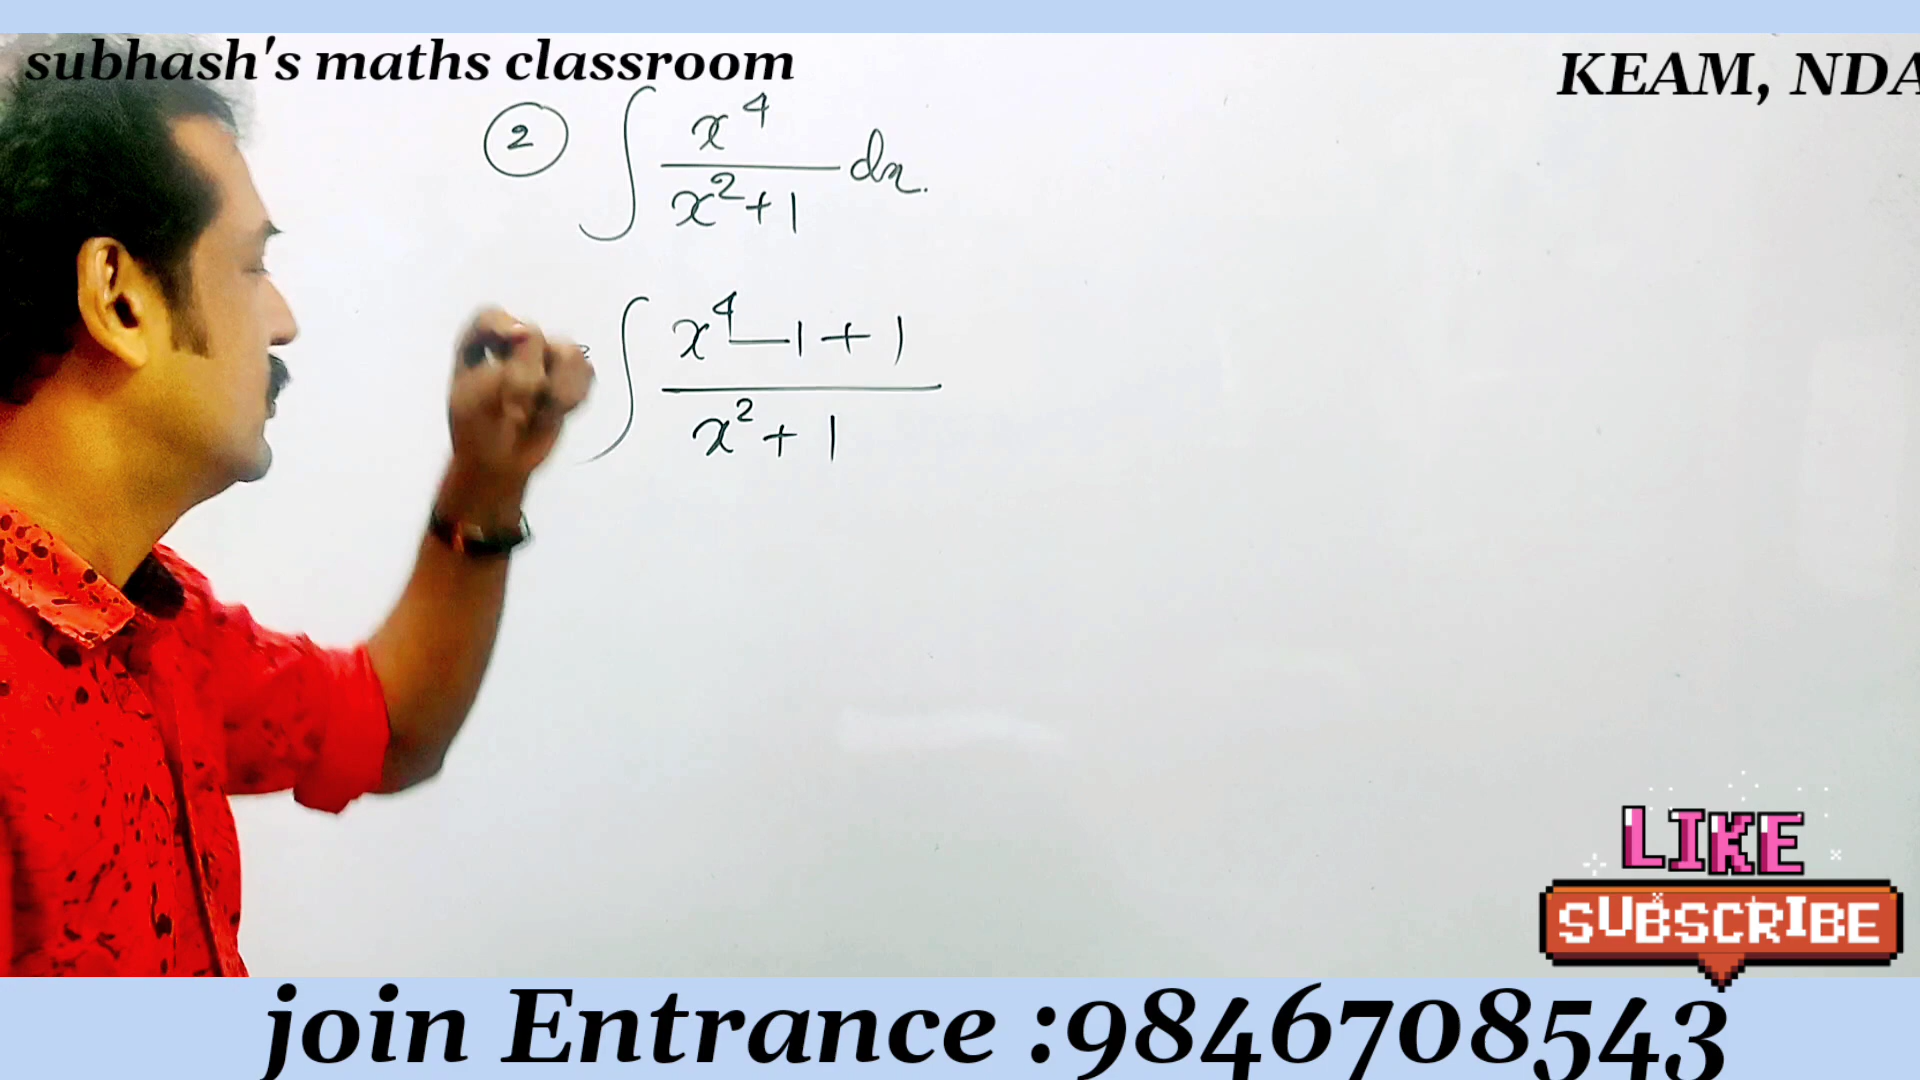 subhash's maths classroom
KEAM, NDA
② ∫ x⁴ / (x² + 1) dx.
∫ (x⁴ – 1 + 1) / (x² + 1)
LIKE
SUBSCRIBE
join Entrance :9846708543